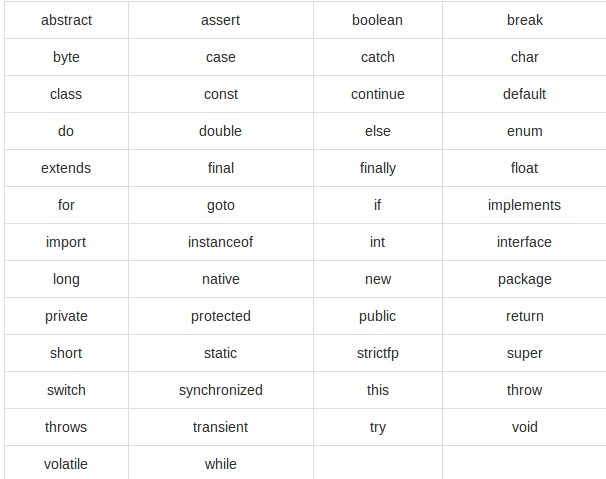 abstract assert boolean break
byte case catch char
class const continue default
do double else enum
extends final finally float
for goto if implements
import instanceof int interface
long native new package
private protected public return
short static strictfp super
switch synchronized this throw
throws transient try void
volatile while